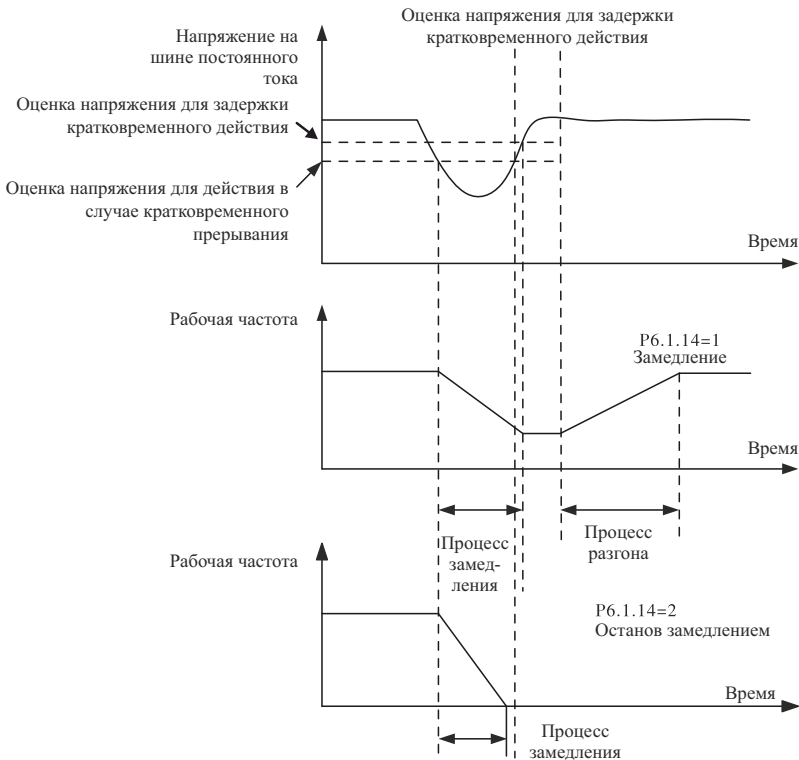 Оценка напряжения для задержки
кратковременного действия
Напряжение на
шине постоянного
тока
Оценка напряжения для задержки
кратковременного действия
Оценка напряжения для действия в
случае кратковременного
прерывания
Время
Рабочая частота
P6.1.14=1
Замедление
Время
Процесс
замед-
ления
Процесс
разгона
Рабочая частота
P6.1.14=2
Останов замедлением
Время
Процесс
замедления